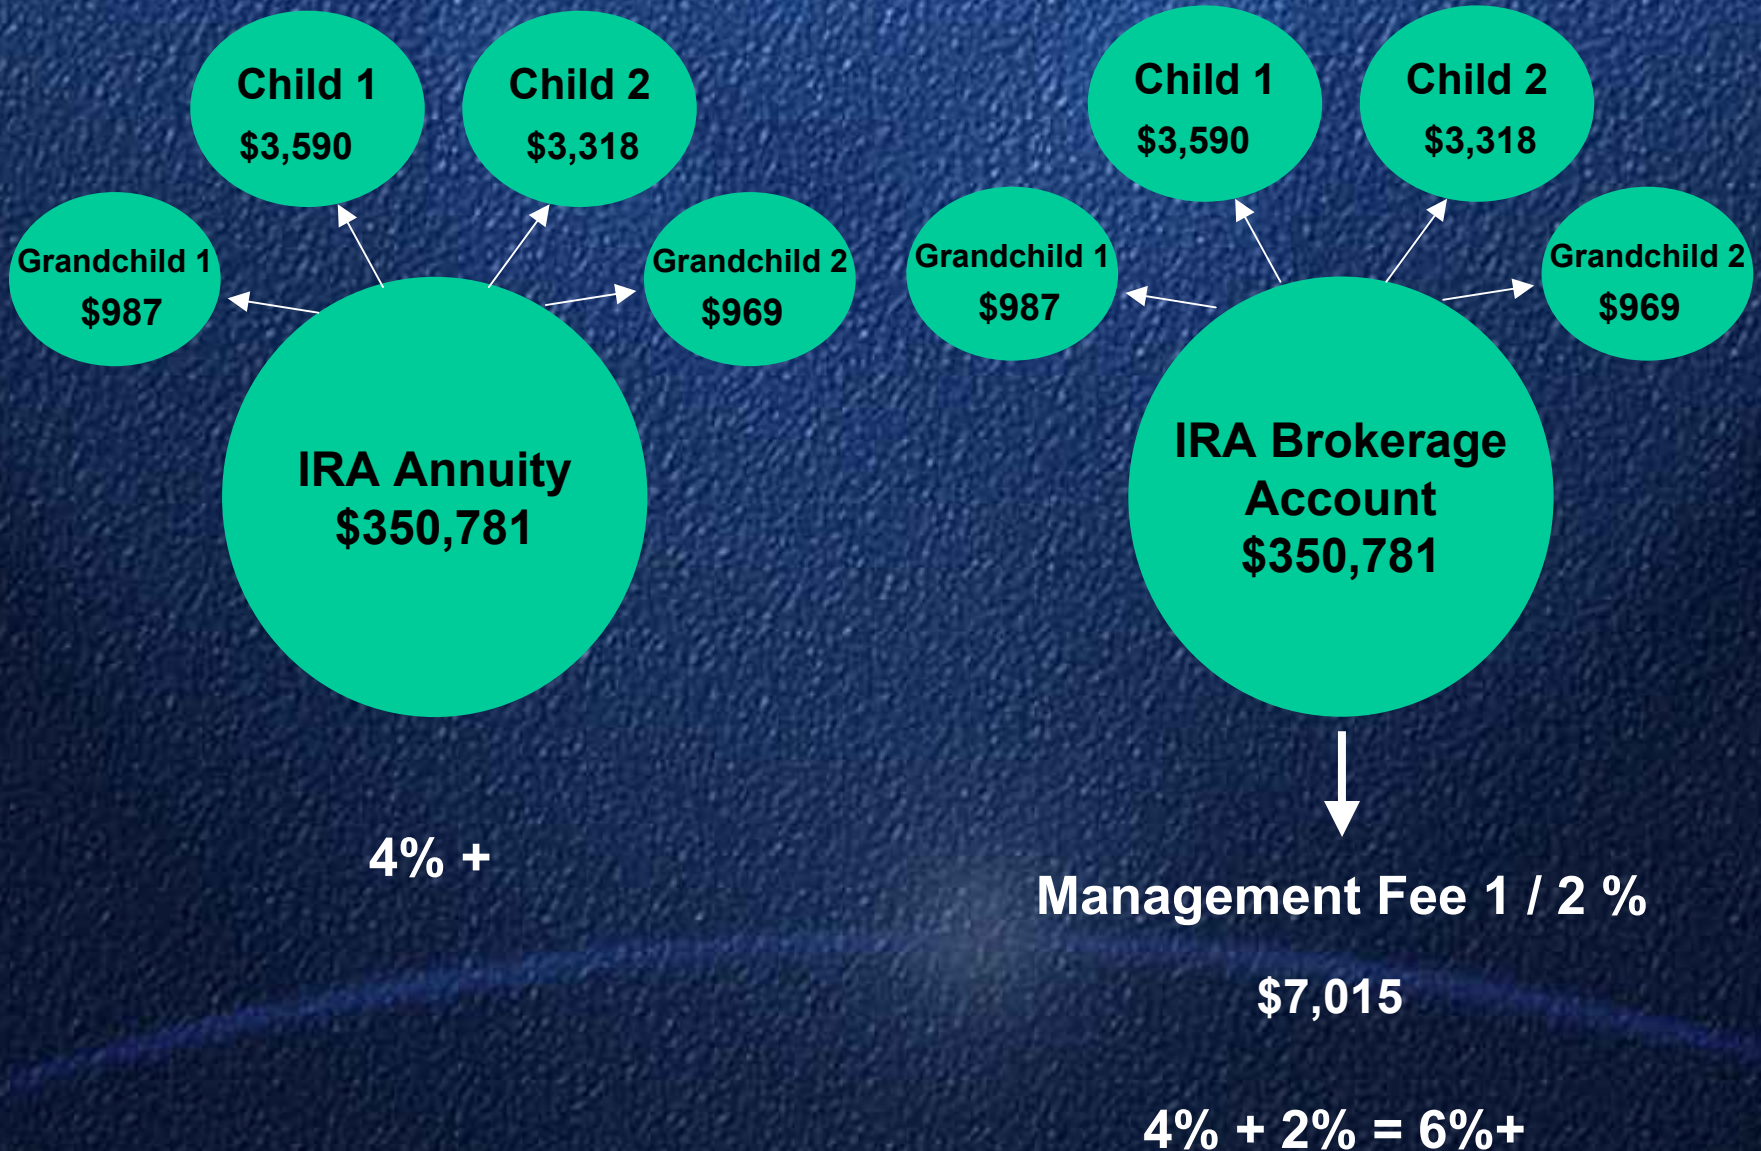 Child 1
$3,590
Child 2
$3,318
Grandchild 1
$987
Grandchild 2
$969
IRA Annuity
$350,781
4% +
Child 1
$3,590
Child 2
$3,318
Grandchild 1
$987
Grandchild 2
$969
IRA Brokerage
Account
$350,781
Management Fee 1 / 2 %
$7,015
4% + 2% = 6%+